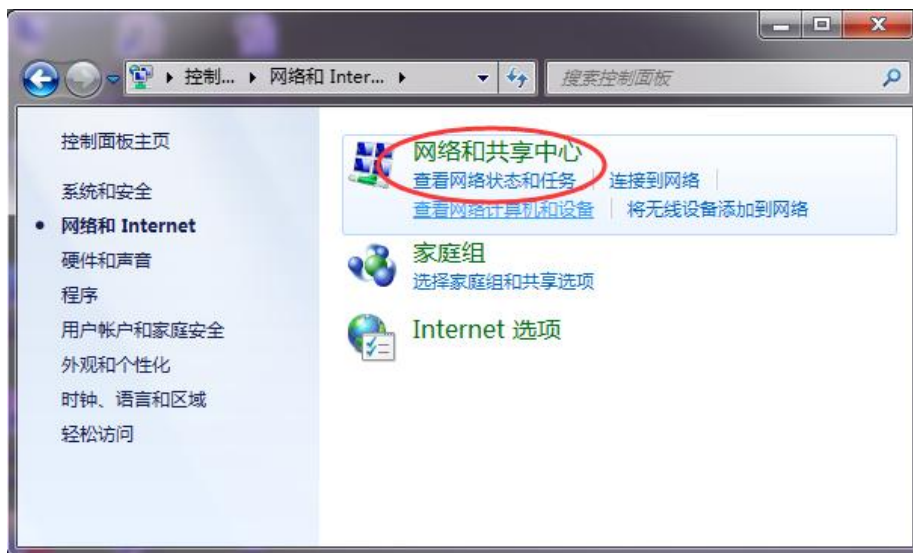 控制... 网络和 Inter...
搜索控制面板
控制面板主页
系统和安全
网络和 Internet
硬件和声音
程序
用户帐户和家庭安全
外观和个性化
时钟、语言和区域
轻松访问
网络和共享中心
查看网络状态和任务 连接到网络
查看网络计算机和设备 将无线设备添加到网络
家庭组
选择家庭组和共享选项
Internet 选项